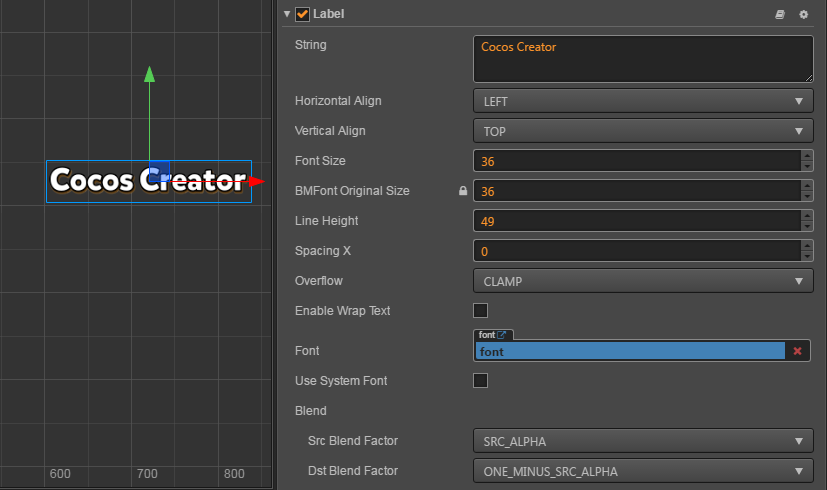 Label
String
Cocos Creator
Horizontal Align
LEFT
Vertical Align
TOP
Cocos Creator
Font Size
36
BMFont Original Size
36
Line Height
49
Spacing X
0
Overflow
CLAMP
Enable Wrap Text
font
Font
font
Use System Font
Blend
Src Blend Factor
SRC_ALPHA
Dst Blend Factor
ONE_MINUS_SRC_ALPHA
600
700
800